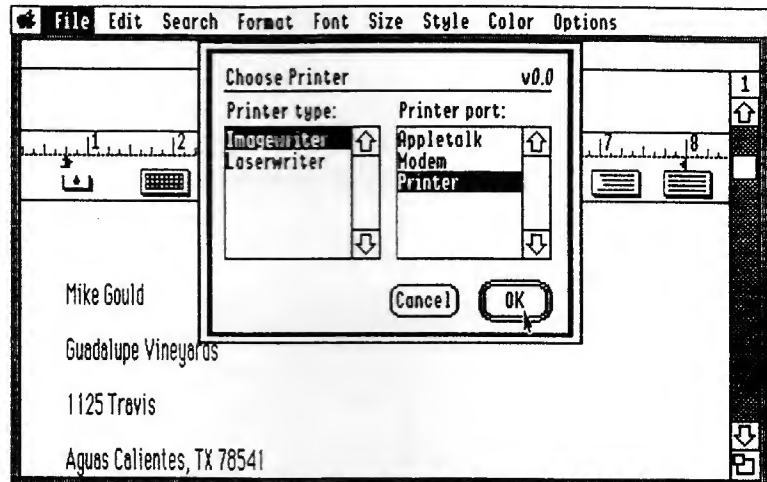 File Edit Search Format Font Size Style Color Options
Choose Printer v0.0
Printer type: Printer port:
Imagewriter Appletalk
Laserwriter Modem
Printer
Cancel OK
1
1 2 7 8
Mike Gould
Guadalupe Vineyards
1125 Travis
Aguas Calientes, TX 78541